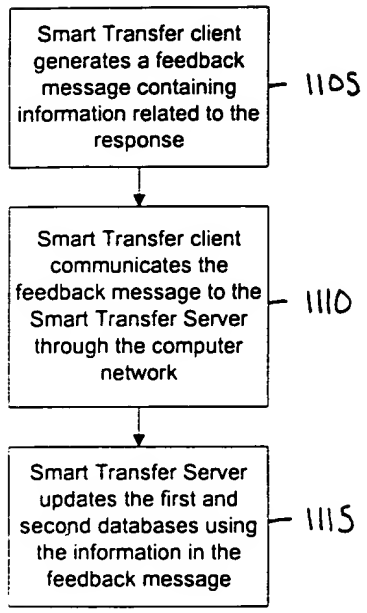 Smart Transfer client
generates a feedback
message containing
information related to the
response
1105
Smart Transfer client
communicates the
feedback message to the
Smart Transfer Server
through the computer
network
1110
Smart Transfer Server
updates the first and
second databases using
the information in the
feedback message
1115